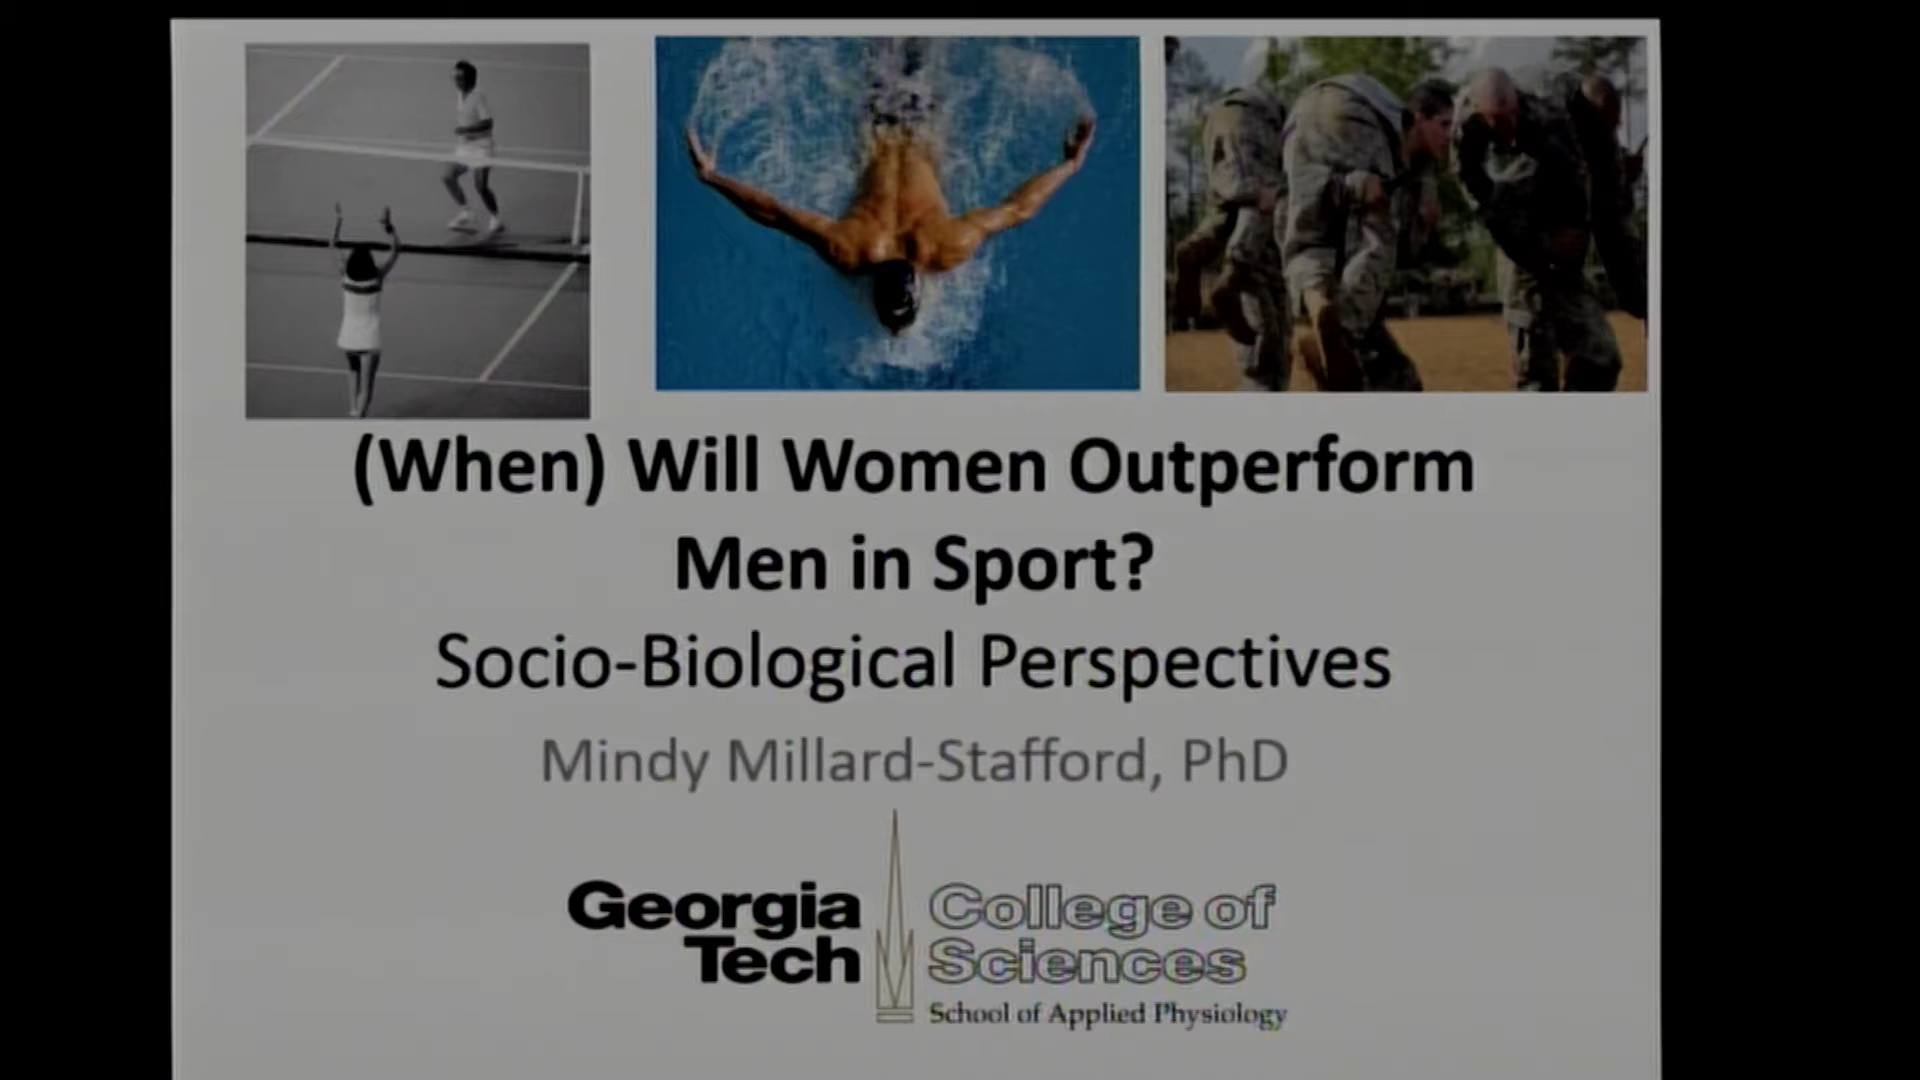 (When) Will Women Outperform
Men in Sport?
Socio-Biological Perspectives
Mindy Millard-Stafford, PhD
Georgia
Tech
College of
Sciences
School of Applied Physiology